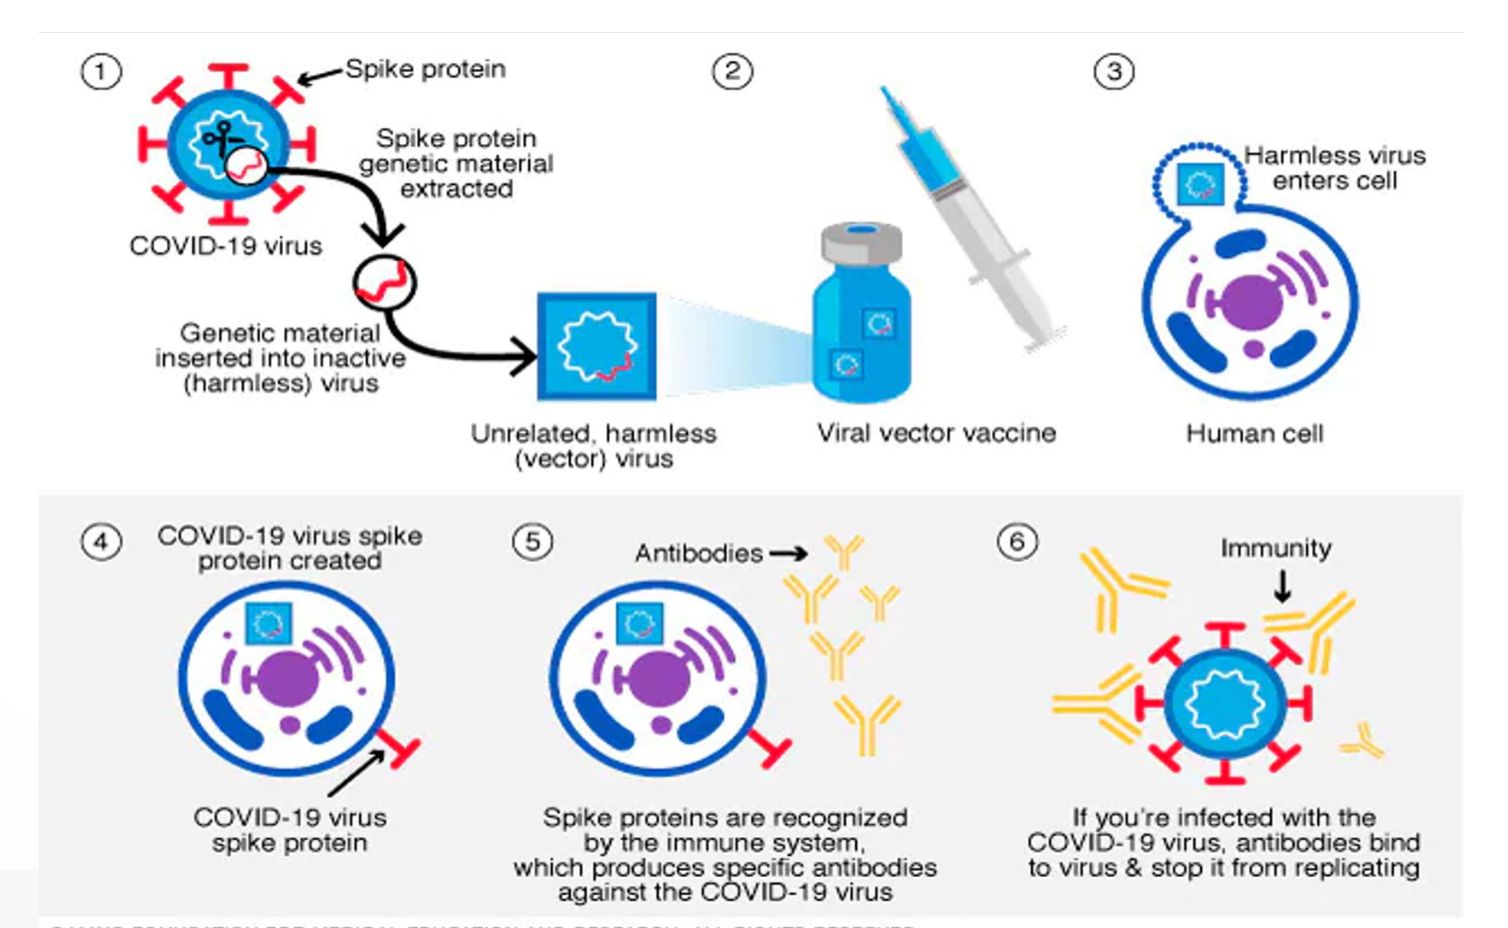 1
Spike protein
Spike protein
genetic material
extracted
COVID-19 virus
Genetic material
inserted into inactive
(harmless) virus
Unrelated, harmless
(vector) virus
2
Viral vector vaccine
3
Harmless virus
enters cell
Human cell
4
COVID-19 virus spike
protein created
COVID-19 virus
spike protein
5
Antibodies
Spike proteins are recognized
by the immune system,
which produces specific antibodies
against the COVID-19 virus
6
Immunity
If you're infected with the
COVID-19 virus, antibodies bind
to virus & stop it from replicating